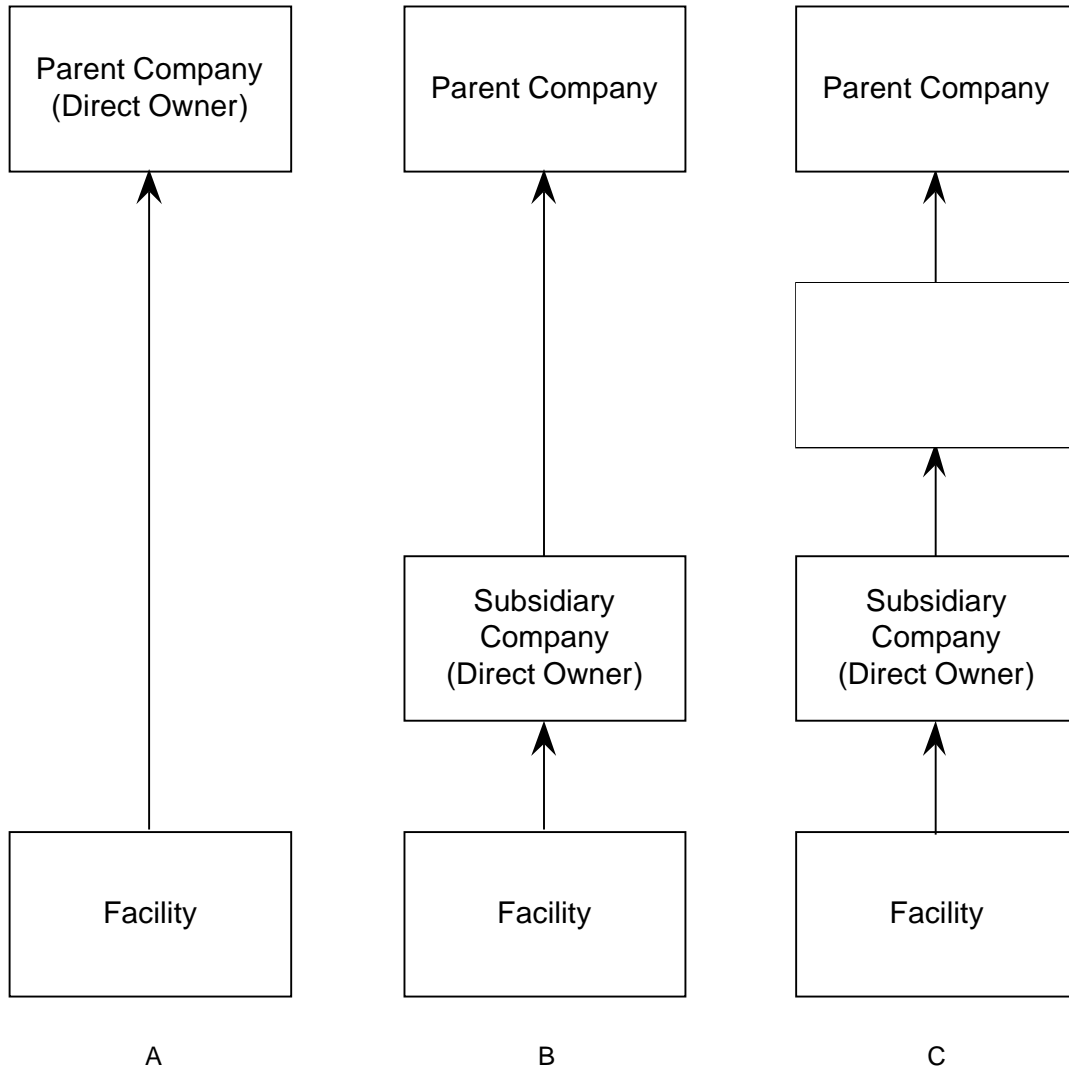 Parent Company
(Direct Owner)
Parent Company
Parent Company
Subsidiary
Company
(Direct Owner)
Subsidiary
Company
(Direct Owner)
Facility
Facility
Facility
A
B
C